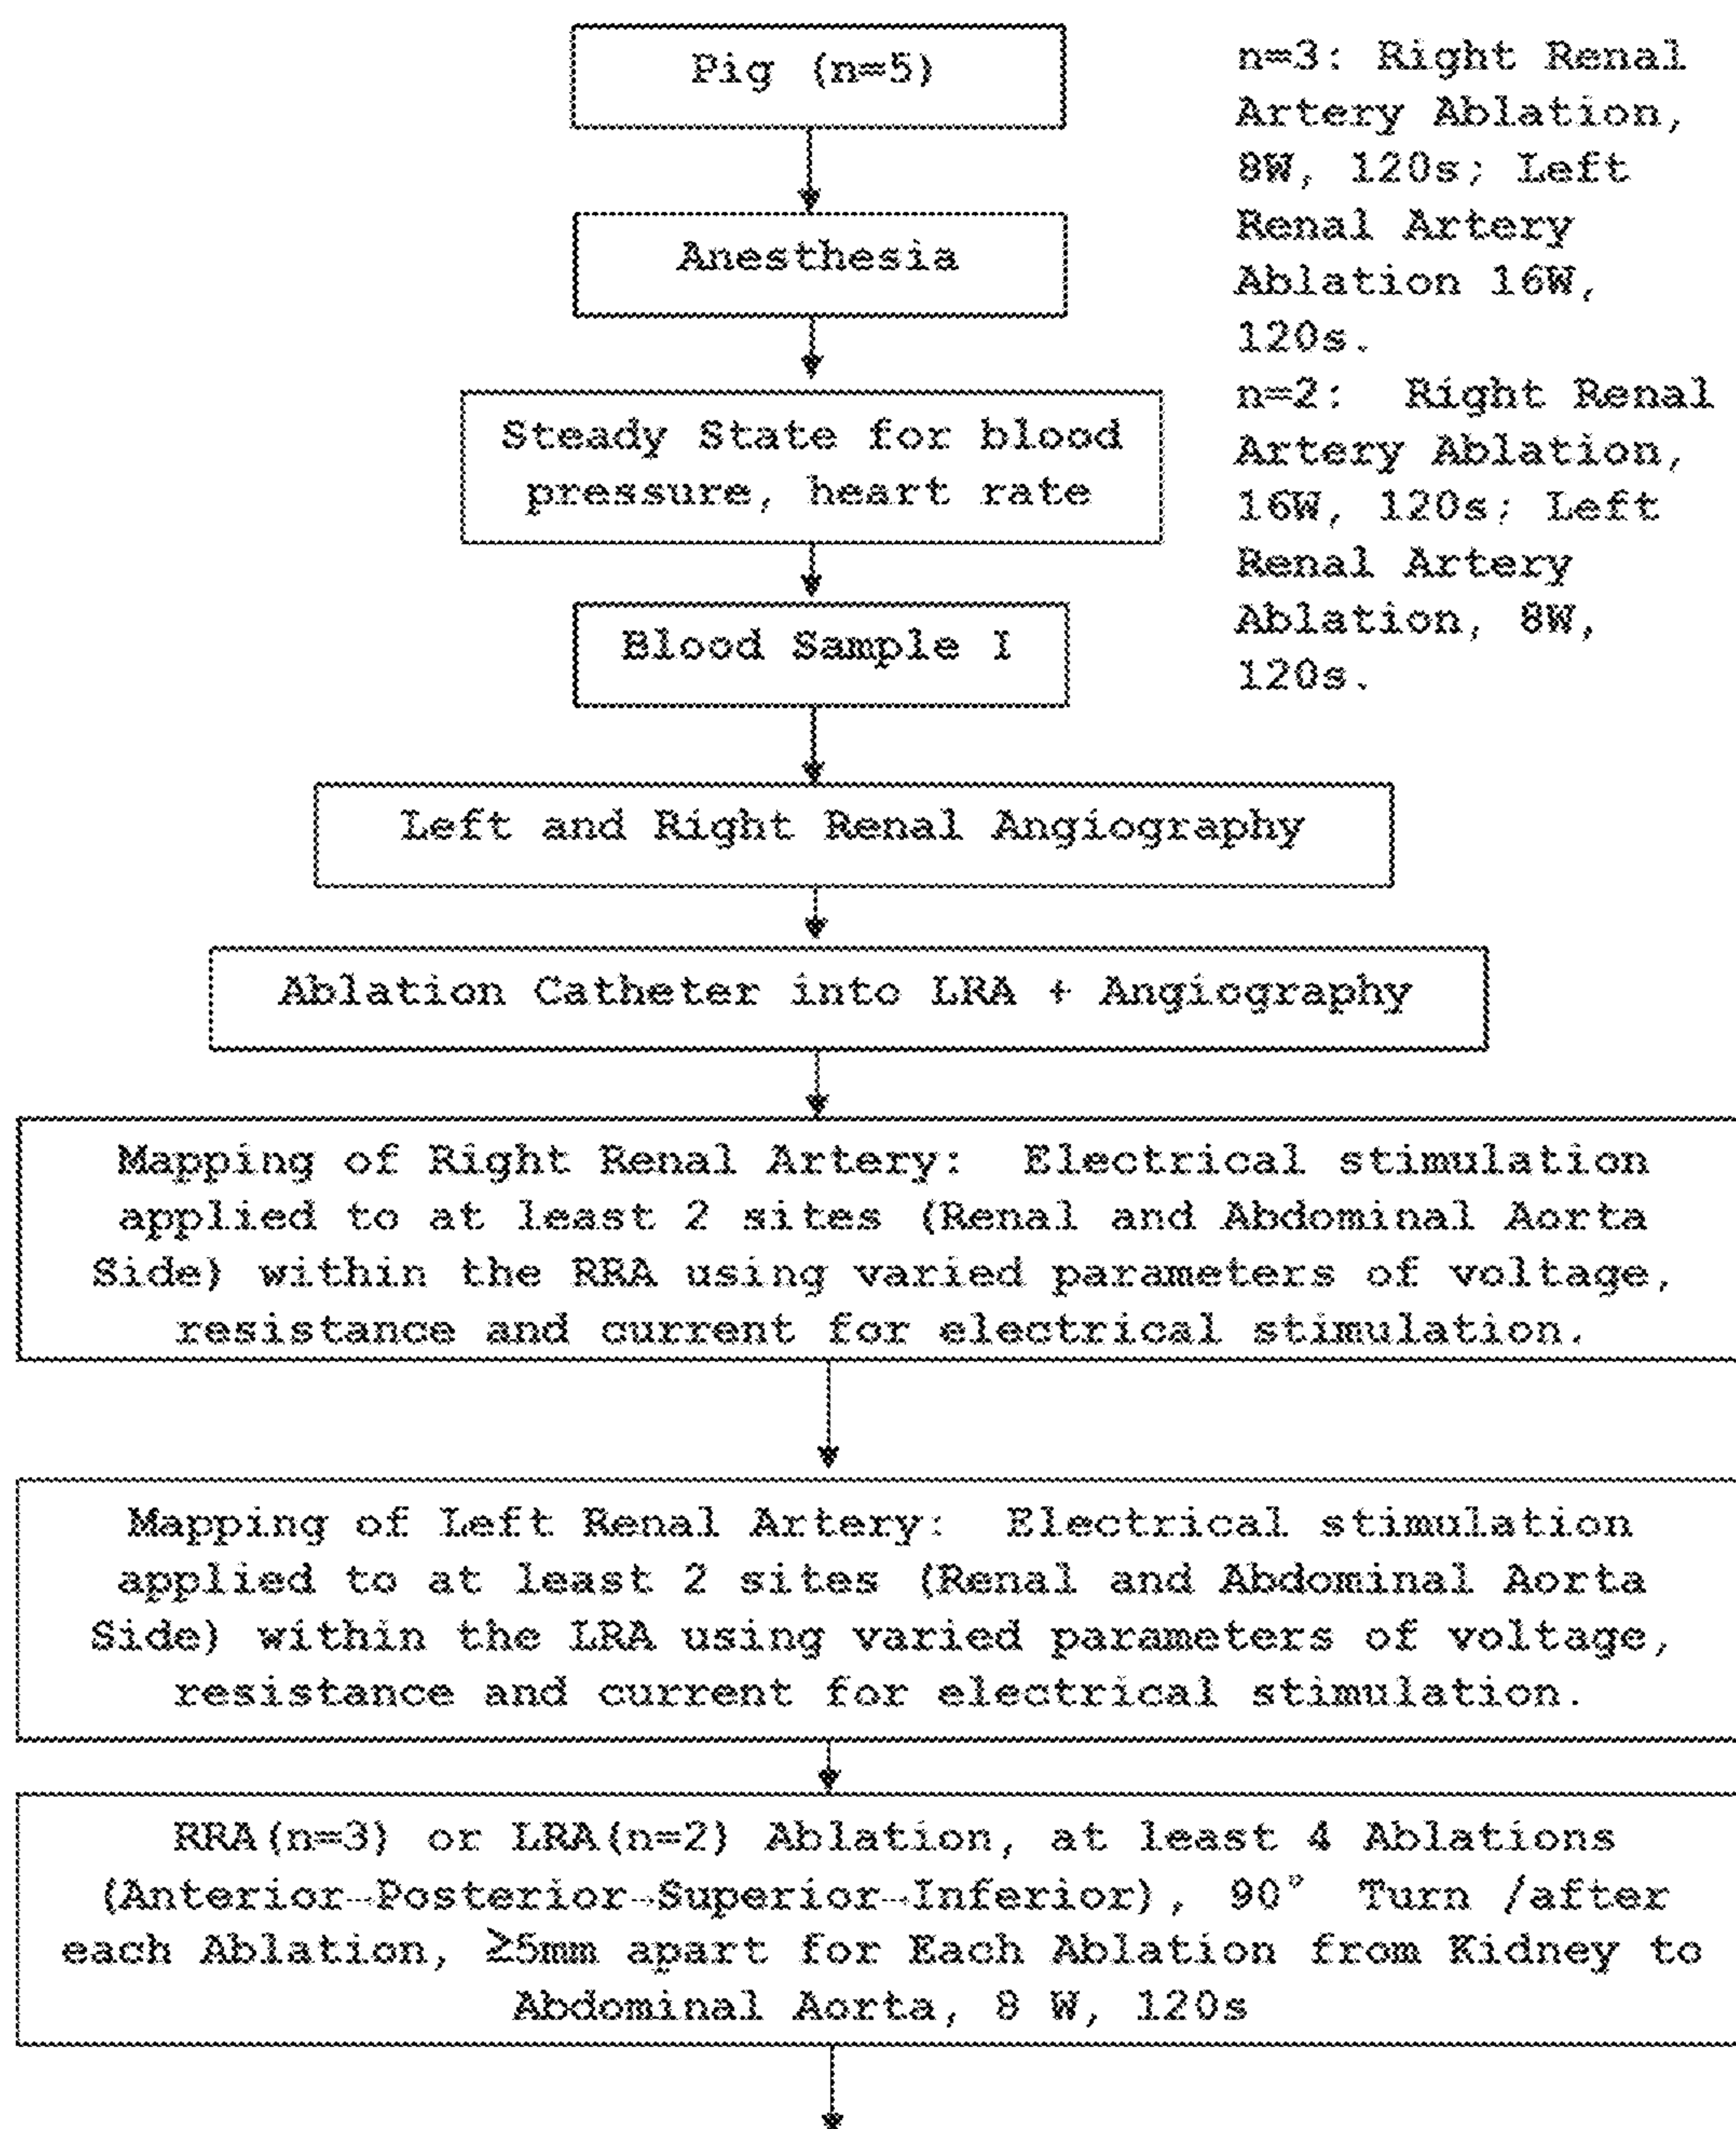 Pig (n=5)
n=3: Right Renal
Artery Ablation,
8W, 120s; Left
Renal Artery
Ablation 16W,
120s.
n=2: Right Renal
Artery Ablation,
16W, 120s; Left
Renal Artery
Ablation, 8W,
120s.
Anesthesia
Steady State for blood
pressure, heart rate
Blood Sample I
Left and Right Renal Angiography
Ablation Catheter into LRA + Angiography
Mapping of Right Renal Artery: Electrical stimulation
applied to at least 2 sites (Renal and Abdominal Aorta
Side) within the RRA using varied parameters of voltage,
resistance and current for electrical stimulation.
Mapping of Left Renal Artery: Electrical stimulation
applied to at least 2 sites (Renal and Abdominal Aorta
Side) within the LRA using varied parameters of voltage,
resistance and current for electrical stimulation.
RRA(n=3) or LRA(n=2) Ablation, at least 4 Ablations
(Anterior→Posterior→Superior→Inferior), 90° Turn /after
each Ablation, ≥5mm apart for Each Ablation from Kidney to
Abdominal Aorta, 8 W, 120s